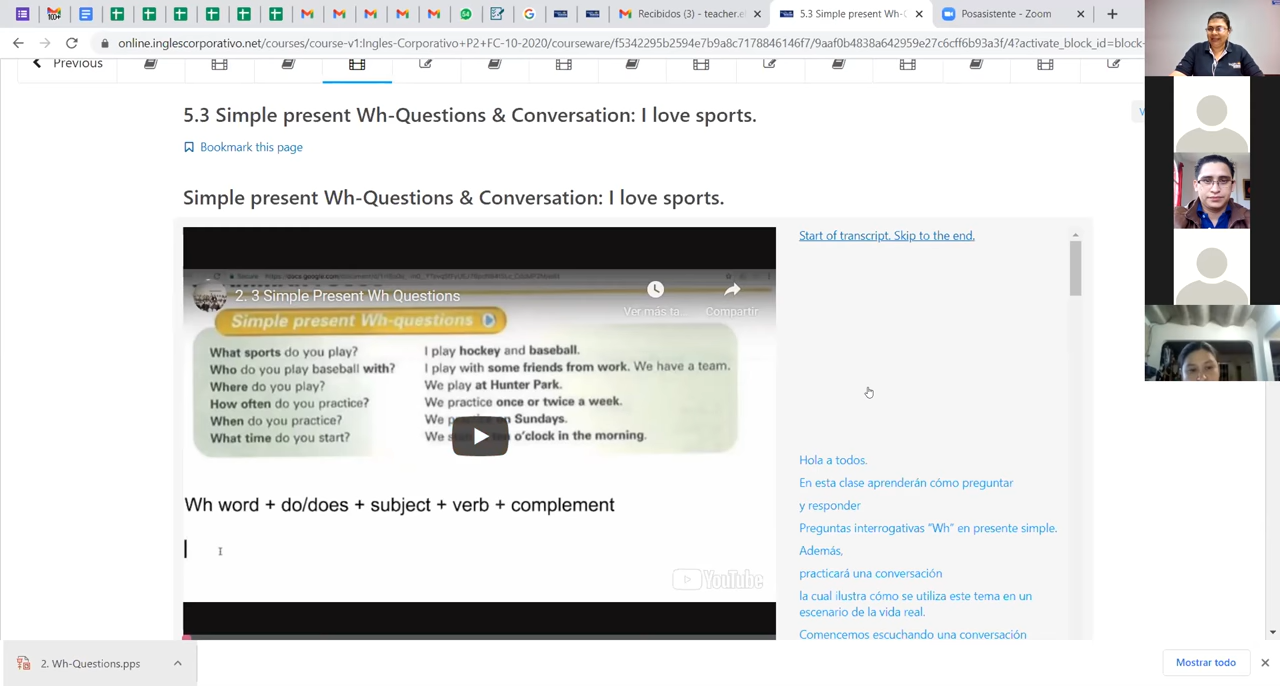 100+
Recibidos (3) - teacher.el
5.3 Simple present Wh-
Posasistente - Zoom
online.inglescorporativo.net/courses/course-v1:Ingles-Corporativo+P2+FC-10-2020/courseware/f5342295b2594e7b9a8c7178846146f7/9aaf0b4838a642959e27c6cff6b93a3f/4?activate_block_id=block-
Previous
5.3 Simple present Wh-Questions & Conversation: I love sports.
Bookmark this page
Simple present Wh-Questions & Conversation: I love sports.
2. 3 Simple Present Wh Questions
Ver más ta...
Compartir
Simple present Wh-questions
What sports do you play? I play hockey and baseball.
Who do you play baseball with? I play with some friends from work. We have a team.
Where do you play? We play at Hunter Park.
How often do you practice? We practice once or twice a week.
When do you practice? We practice on Sundays.
What time do you start? We o'clock in the morning.
Wh word + do/does + subject + verb + complement
YouTube
Start of transcript. Skip to the end.
Hola a todos.
En esta clase aprenderán cómo preguntar
y responder
Preguntas interrogativas “Wh” en presente simple.
Además,
practicará una conversación
la cual ilustra cómo se utiliza este tema en un
escenario de la vida real.
Comencemos escuchando una conversación
2. Wh-Questions.pps
Mostrar todo